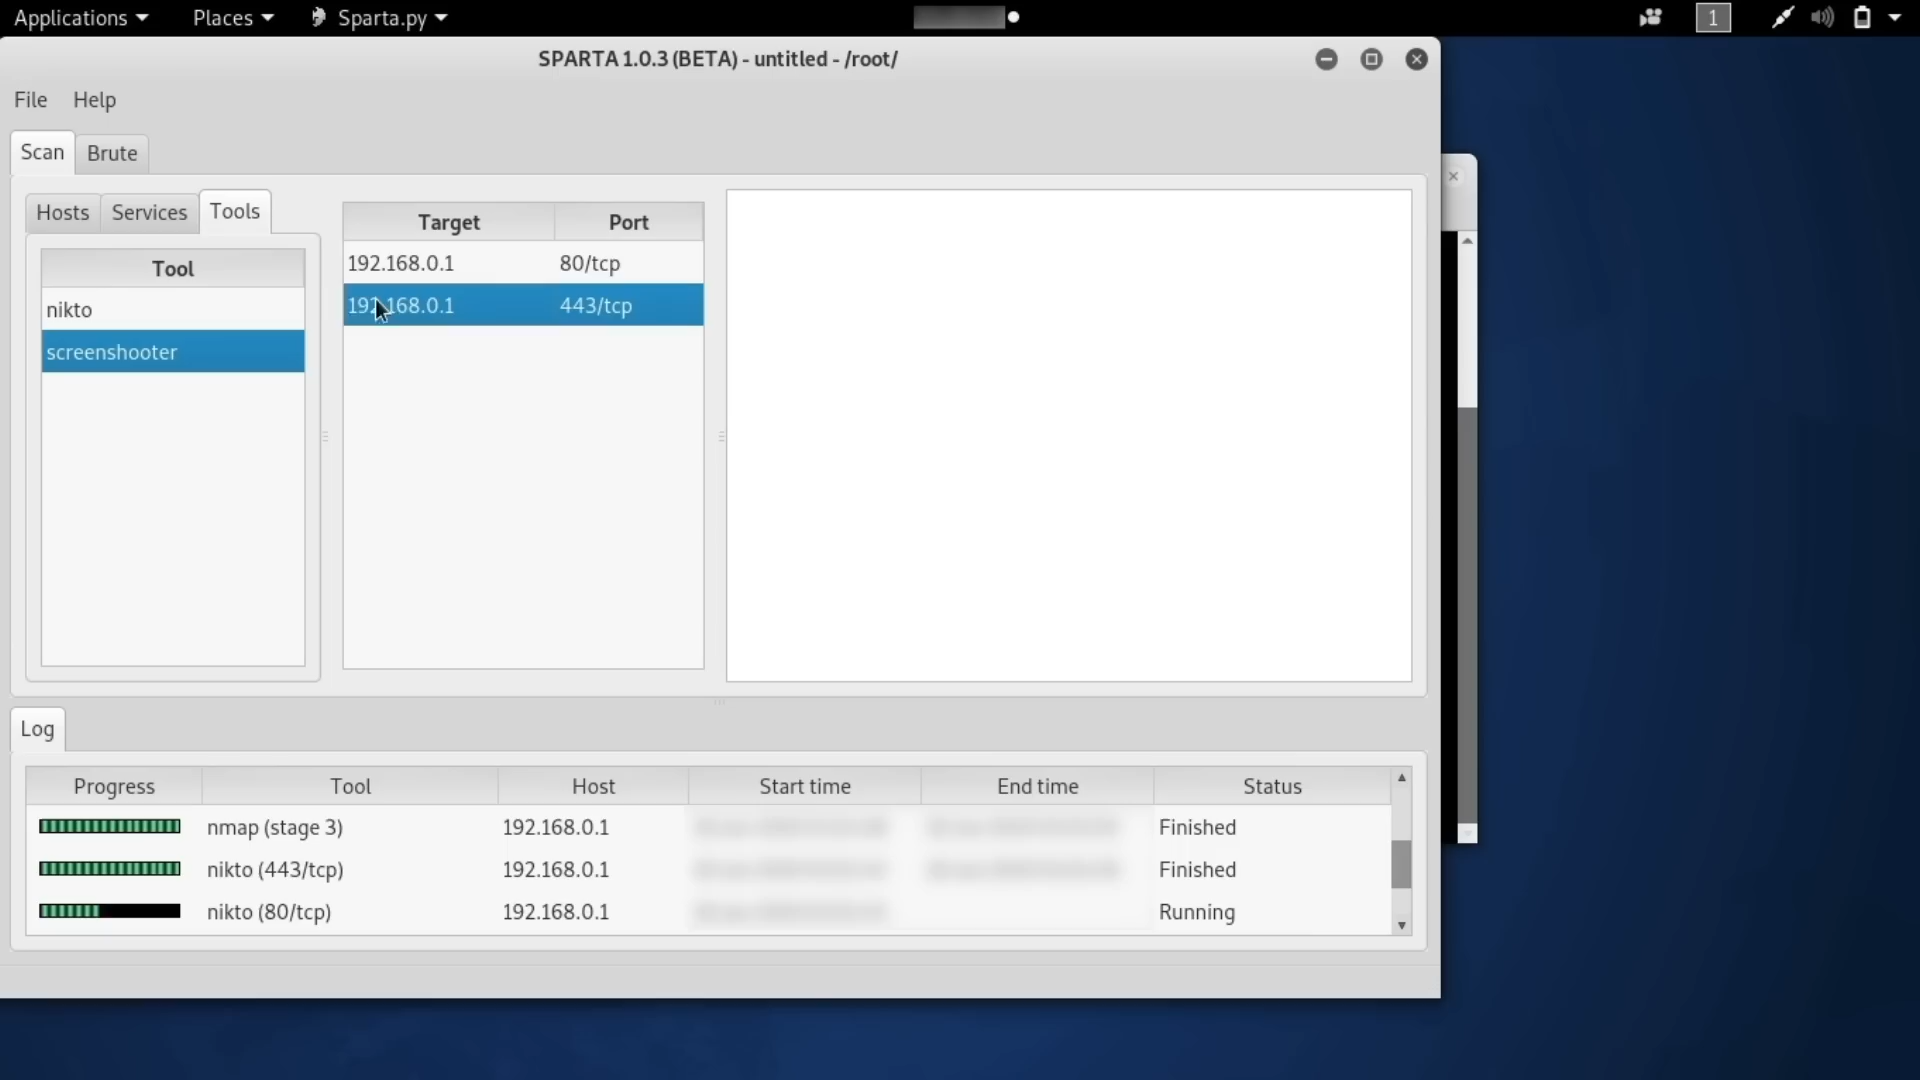 Applications Places Sparta.py 1
SPARTA 1.0.3 (BETA) - untitled - /root/
File Help
Scan Brute
Hosts Services Tools
Tool
nikto
screenshooter
Target Port
192.168.0.1 80/tcp
192.168.0.1 443/tcp
Log
Progress Tool Host Start time End time Status
nmap (stage 3) 192.168.0.1 Finished
nikto (443/tcp) 192.168.0.1 Finished
nikto (80/tcp) 192.168.0.1 Running